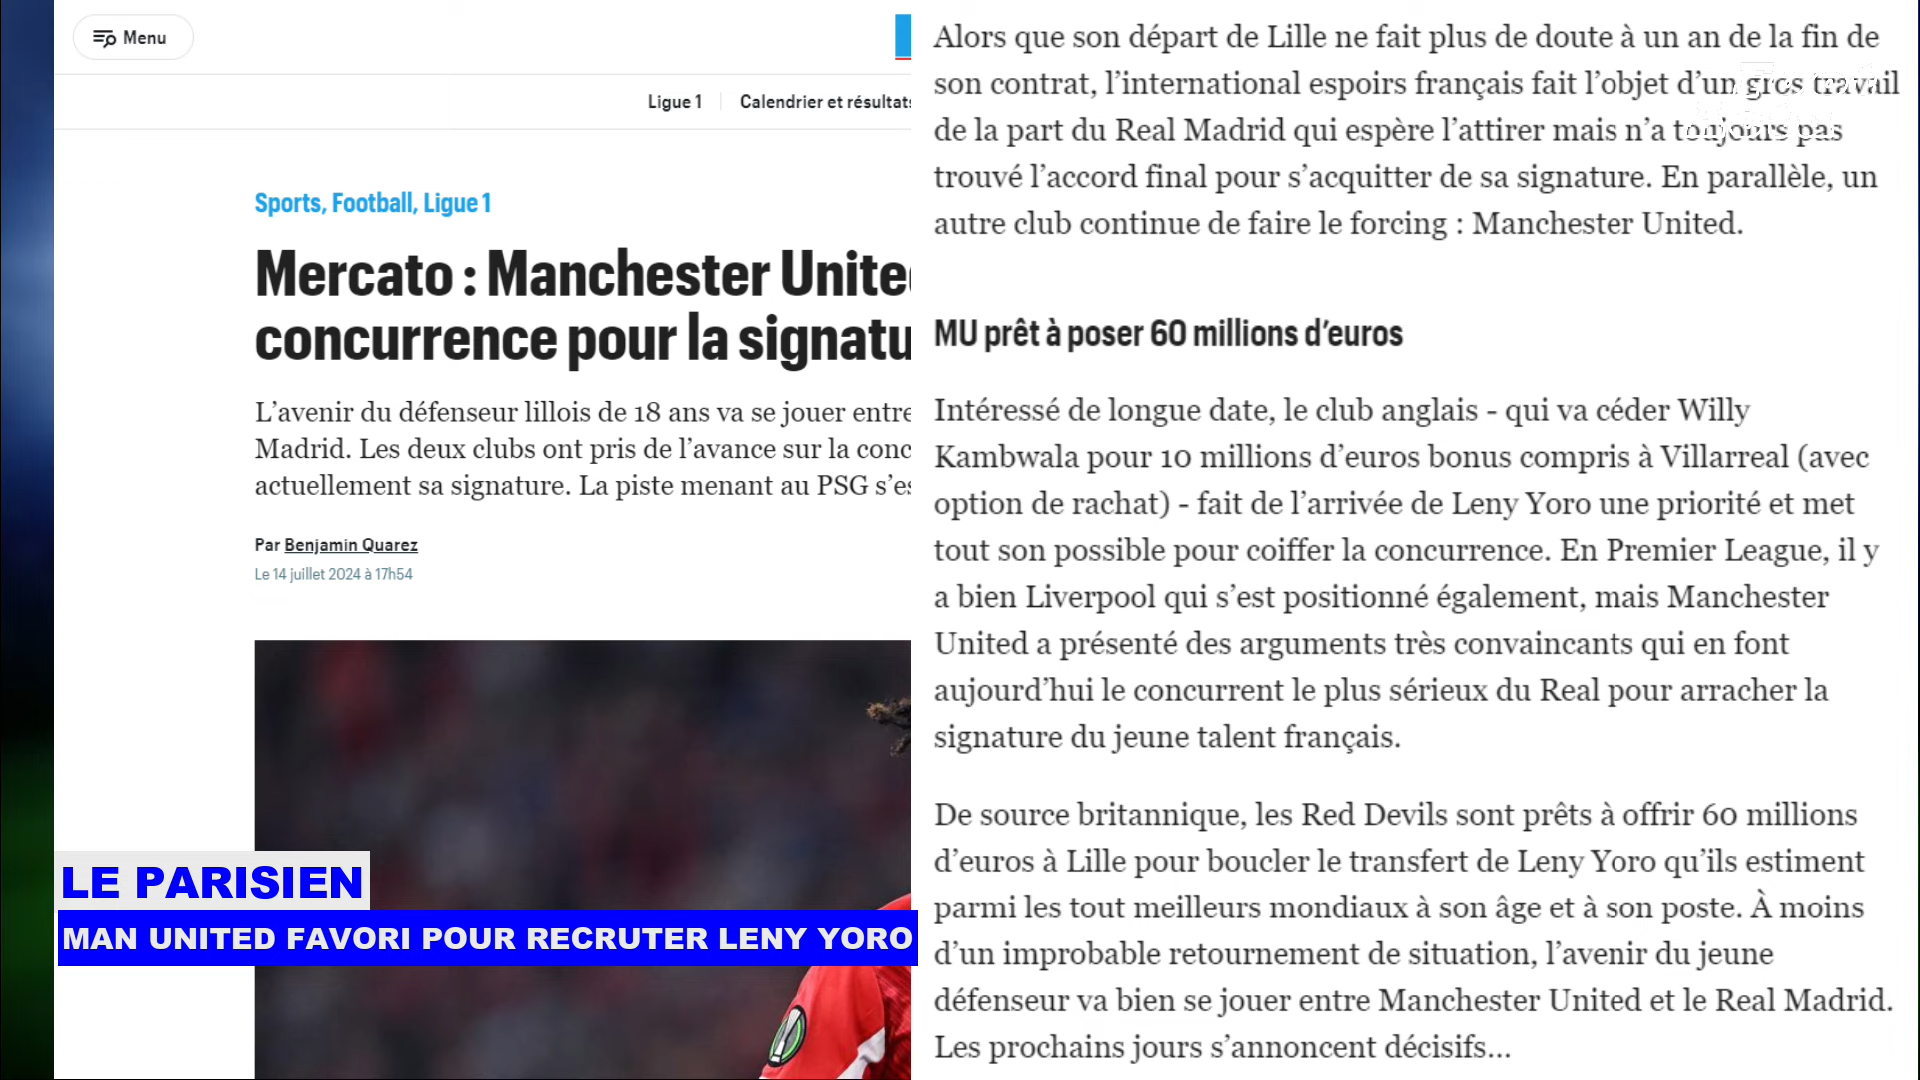 Menu
Ligue 1
Calendrier et résultats
Sports, Football, Ligue 1
Mercato : Manchester Unite
concurrence pour la signatu
L’avenir du défenseur lillois de 18 ans va se jouer entre
Madrid. Les deux clubs ont pris de l’avance sur la conc
actuellement sa signature. La piste menant au PSG s’es
Par Benjamin Quarez
Le 14 juillet 2024 à 17h54
LE PARISIEN
MAN UNITED FAVORI POUR RECRUTER LENY YORO
Alors que son départ de Lille ne fait plus de doute à un an de la fin de
son contrat, l’international espoirs français fait l’objet d’un gros travail
de la part du Real Madrid qui espère l’attirer mais n’a toujours pas
trouvé l’accord final pour s’acquitter de sa signature. En parallèle, un
autre club continue de faire le forcing : Manchester United.
MU prêt à poser 60 millions d’euros
Intéressé de longue date, le club anglais - qui va céder Willy
Kambwala pour 10 millions d’euros bonus compris à Villarreal (avec
option de rachat) - fait de l’arrivée de Leny Yoro une priorité et met
tout son possible pour coiffer la concurrence. En Premier League, il y
a bien Liverpool qui s’est positionné également, mais Manchester
United a présenté des arguments très convaincants qui en font
aujourd’hui le concurrent le plus sérieux du Real pour arracher la
signature du jeune talent français.
De source britannique, les Red Devils sont prêts à offrir 60 millions
d’euros à Lille pour boucler le transfert de Leny Yoro qu’ils estiment
parmi les tout meilleurs mondiaux à son âge et à son poste. À moins
d’un improbable retournement de situation, l’avenir du jeune
défenseur va bien se jouer entre Manchester United et le Real Madrid.
Les prochains jours s’annoncent décisifs...